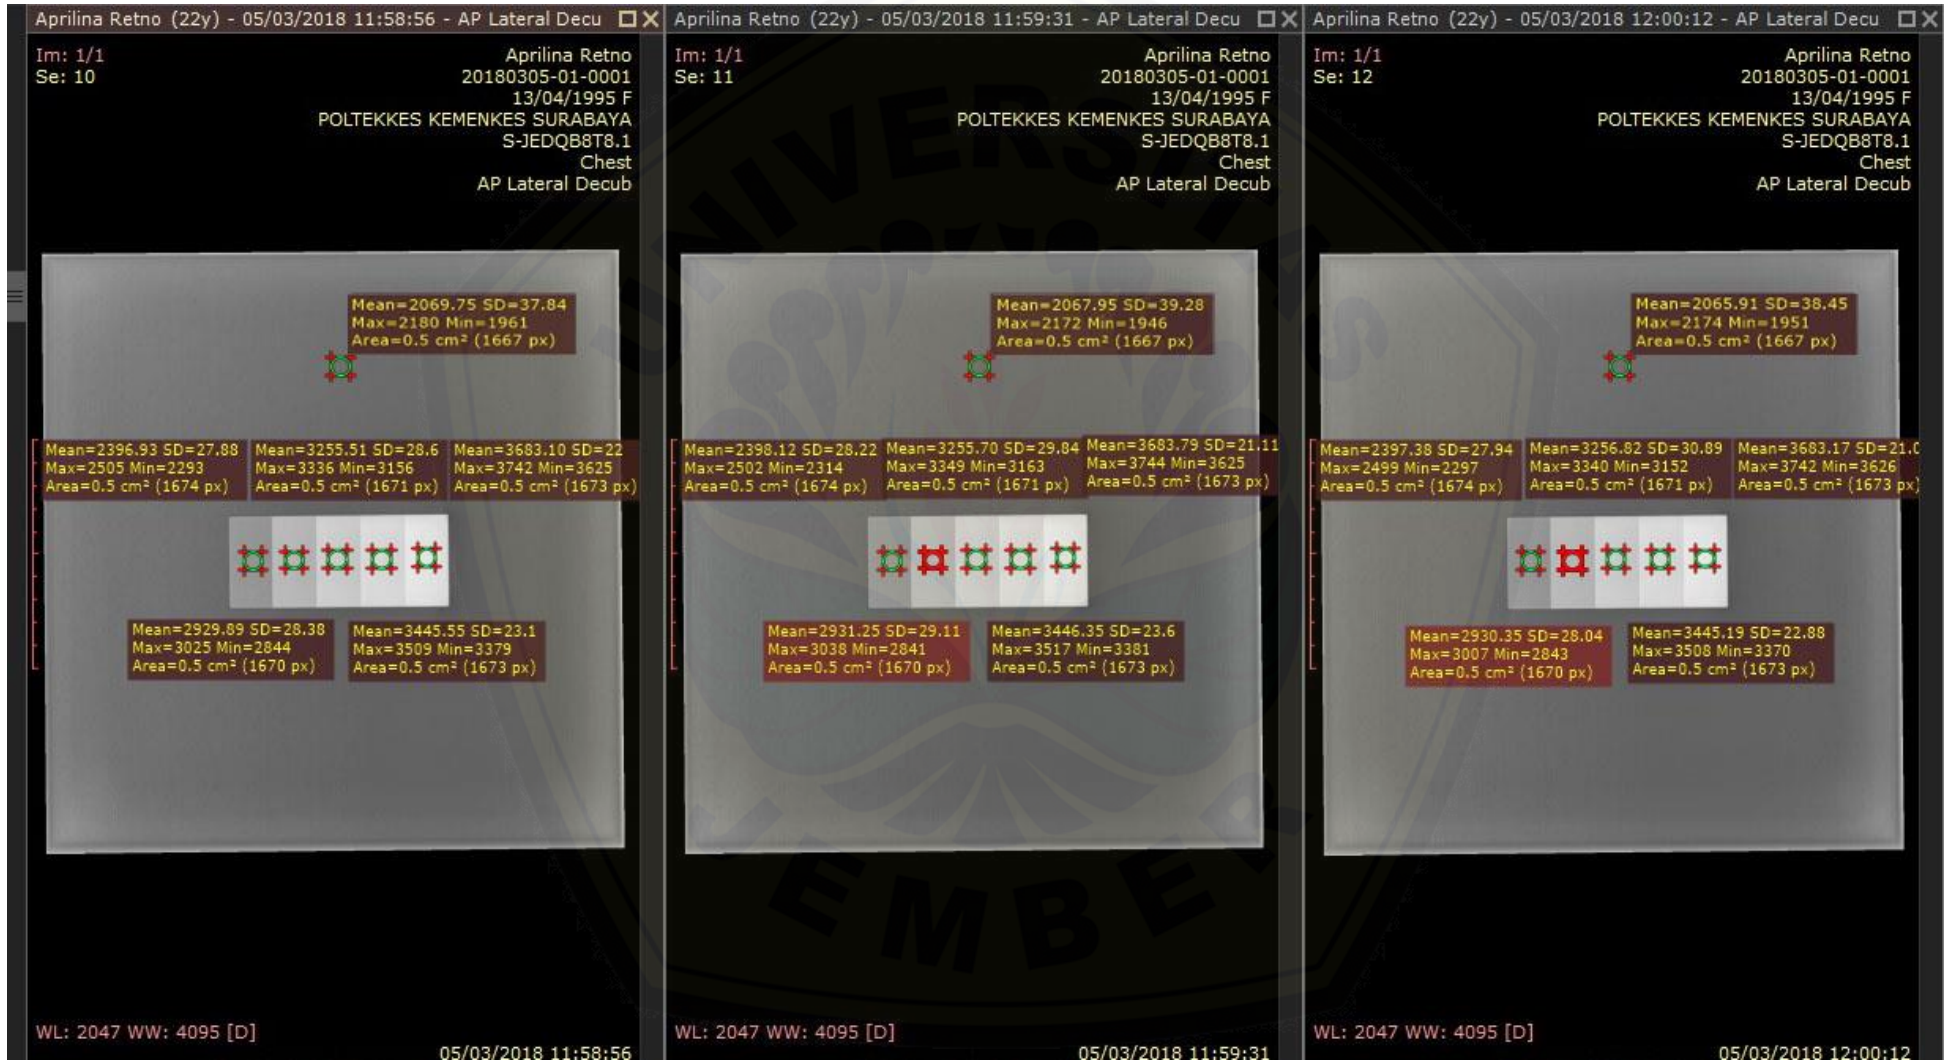 Aprilina Retno (22y) - 05/03/2018 11:58:56 - AP Lateral Decu
Im: 1/1
Se: 10
Aprilina Retno
20180305-01-0001
13/04/1995 F
POLTEKKES KEMENKES SURABAYA
S-JEDQB8T8.1
Chest
AP Lateral Decub
Mean=2069.75 SD=37.84
Max=2180 Min=1961
Area=0.5 cm² (1667 px)
Mean=2396.93 SD=27.88
Max=2505 Min=2293
Area=0.5 cm² (1674 px)
Mean=3255.51 SD=28.6
Max=3336 Min=3156
Area=0.5 cm² (1671 px)
Mean=3683.10 SD=22
Max=3742 Min=3625
Area=0.5 cm² (1673 px)
Mean=2929.89 SD=28.38
Max=3025 Min=2844
Area=0.5 cm² (1670 px)
Mean=3445.55 SD=23.1
Max=3509 Min=3379
Area=0.5 cm² (1673 px)
WL: 2047 WW: 4095 [D]
05/03/2018 11:58:56
Aprilina Retno (22y) - 05/03/2018 11:59:31 - AP Lateral Decu
Im: 1/1
Se: 11
Aprilina Retno
20180305-01-0001
13/04/1995 F
POLTEKKES KEMENKES SURABAYA
S-JEDQB8T8.1
Chest
AP Lateral Decub
Mean=2067.95 SD=39.28
Max=2172 Min=1946
Area=0.5 cm² (1667 px)
Mean=2398.12 SD=28.22
Max=2502 Min=2314
Area=0.5 cm² (1674 px)
Mean=3255.70 SD=29.84
Max=3349 Min=3163
Area=0.5 cm² (1671 px)
Mean=3683.79 SD=21.11
Max=3744 Min=3625
Area=0.5 cm² (1673 px)
Mean=2931.25 SD=29.11
Max=3038 Min=2841
Area=0.5 cm² (1670 px)
Mean=3446.35 SD=23.6
Max=3517 Min=3381
Area=0.5 cm² (1673 px)
WL: 2047 WW: 4095 [D]
05/03/2018 11:59:31
Aprilina Retno (22y) - 05/03/2018 12:00:12 - AP Lateral Decu
Im: 1/1
Se: 12
Aprilina Retno
20180305-01-0001
13/04/1995 F
POLTEKKES KEMENKES SURABAYA
S-JEDQB8T8.1
Chest
AP Lateral Decub
Mean=2065.91 SD=38.45
Max=2174 Min=1951
Area=0.5 cm² (1667 px)
Mean=2397.38 SD=27.94
Max=2499 Min=2297
Area=0.5 cm² (1674 px)
Mean=3256.82 SD=30.89
Max=3340 Min=3152
Area=0.5 cm² (1671 px)
Mean=3683.17 SD=21.0
Max=3742 Min=3626
Area=0.5 cm² (1673 px)
Mean=2930.35 SD=28.04
Max=3007 Min=2843
Area=0.5 cm² (1670 px)
Mean=3445.19 SD=22.88
Max=3508 Min=3370
Area=0.5 cm² (1673 px)
WL: 2047 WW: 4095 [D]
05/03/2018 12:00:12
UNIVERSITAS
JEMBER